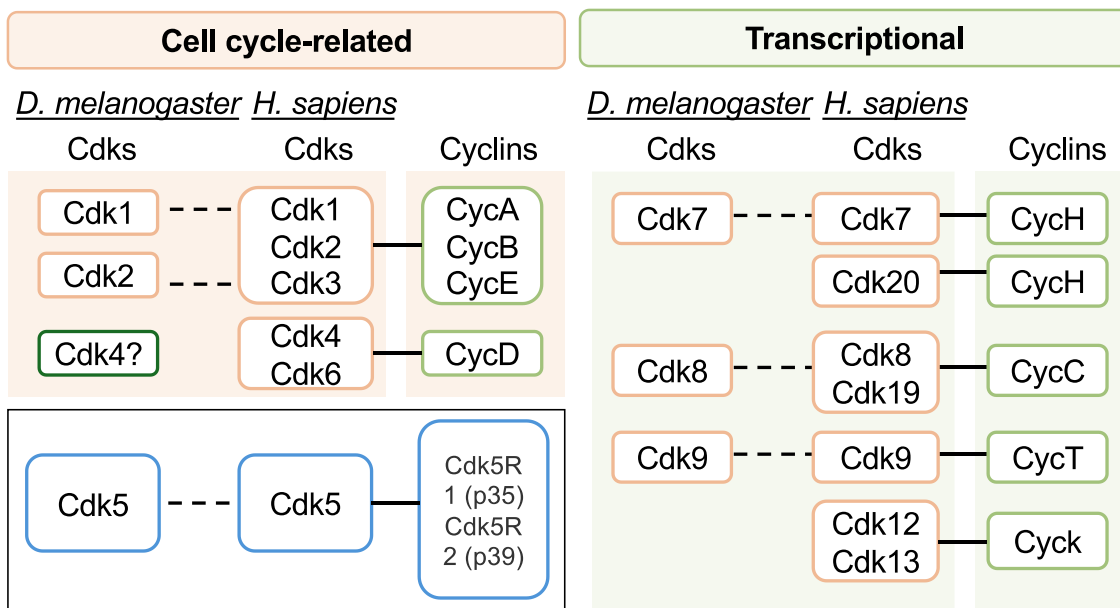 Cell cycle-related
D. melanogaster H. sapiens
Cdks Cdks Cyclins
Cdk1
Cdk2
Cdk4?
Cdk1
Cdk2
Cdk3
CycA
CycB
CycE
Cdk4
Cdk6
CycD
Cdk5
Cdk5
Cdk5R
1 (p35)
Cdk5R
2 (p39)
Transcriptional
D. melanogaster H. sapiens
Cdks Cdks Cyclins
Cdk7 Cdk7 CycH
Cdk20 CycH
Cdk8
Cdk8
Cdk19
CycC
Cdk9 Cdk9 CycT
Cdk12
Cdk13
Cyck